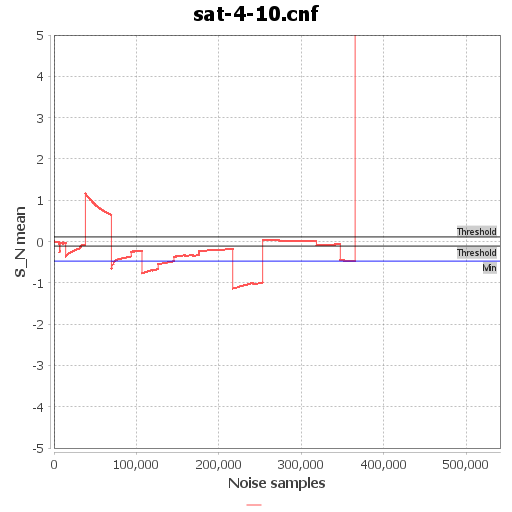 sat-4-10.cnf
S_N mean
5
4
3
2
1
0
-1
-2
-3
-4
-5
Threshold
Threshold
Min
0 100,000 200,000 300,000 400,000 500,000
Noise samples